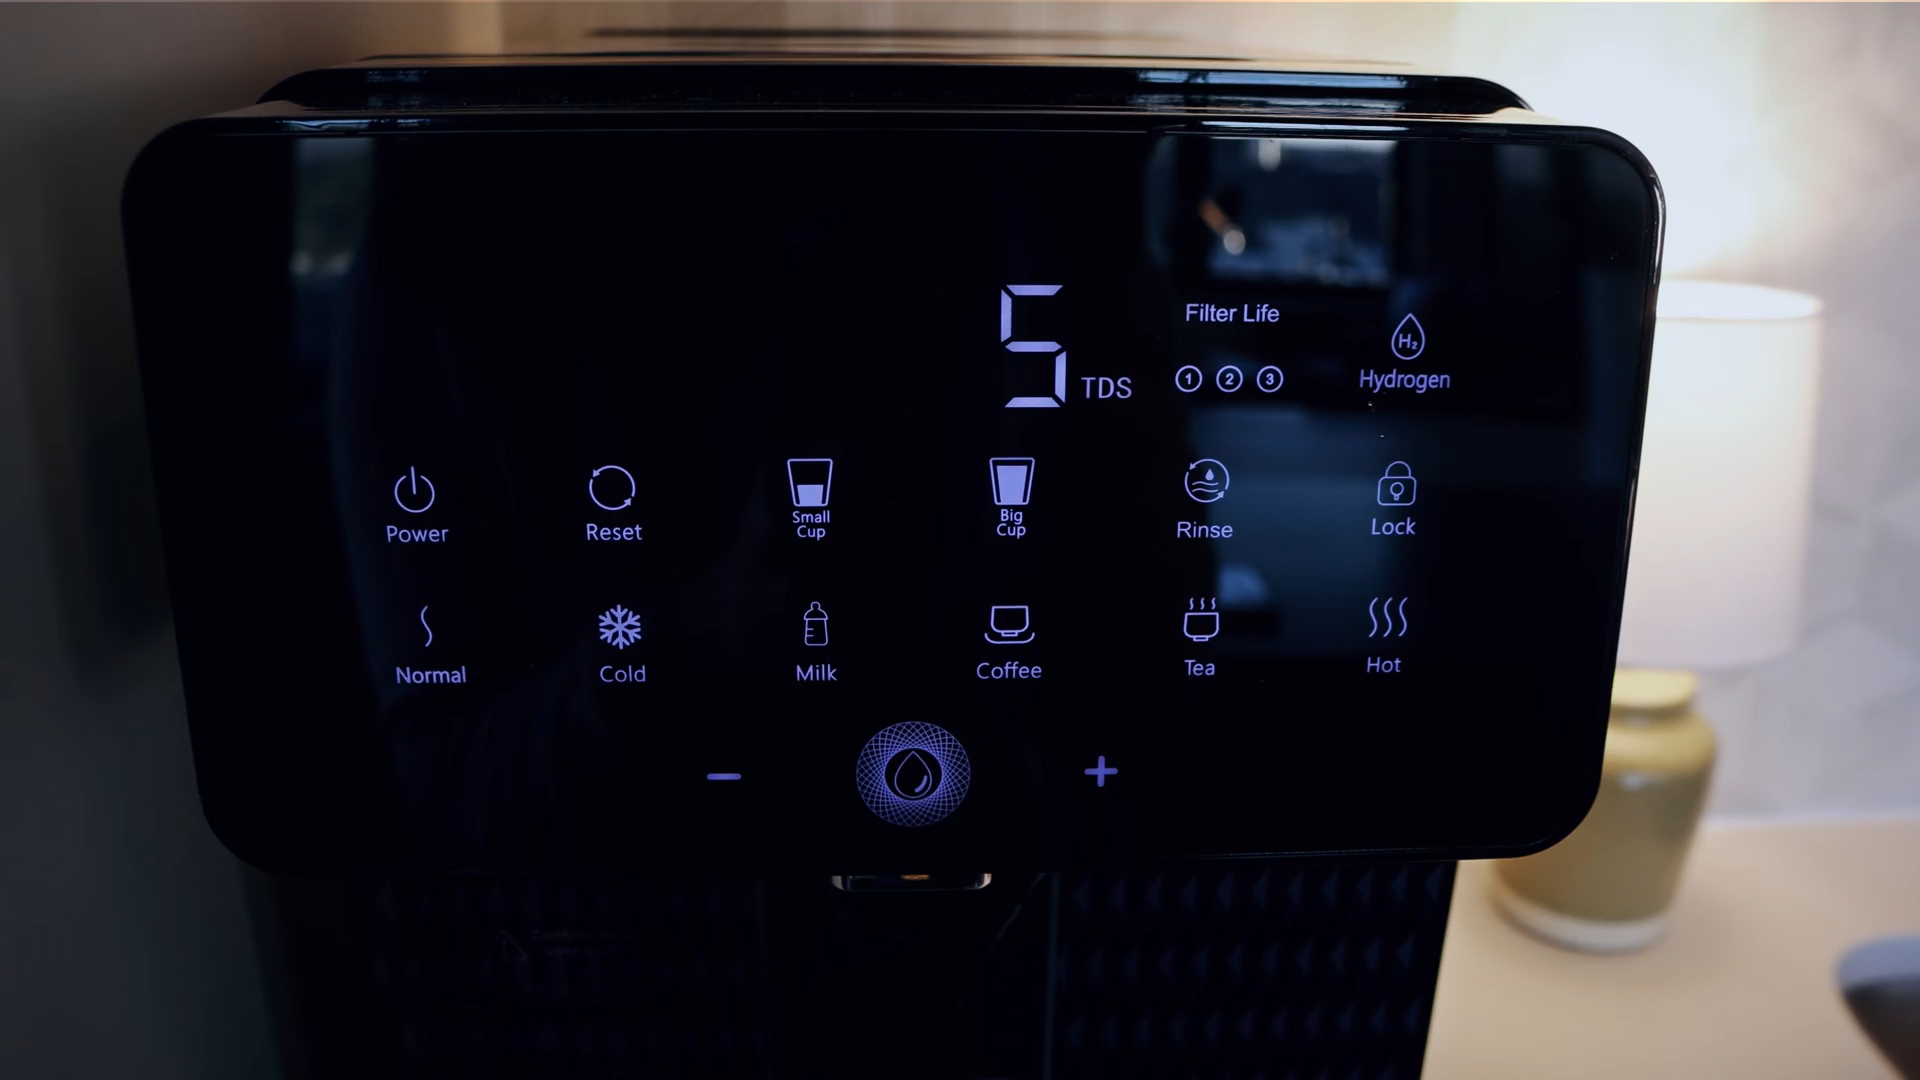 5 TDS
Filter Life
1 2 3
H₂
Hydrogen
Power
Reset
Small
Cup
Big
Cup
Rinse
Lock
Normal
Cold
Milk
Coffee
Tea
Hot
− +